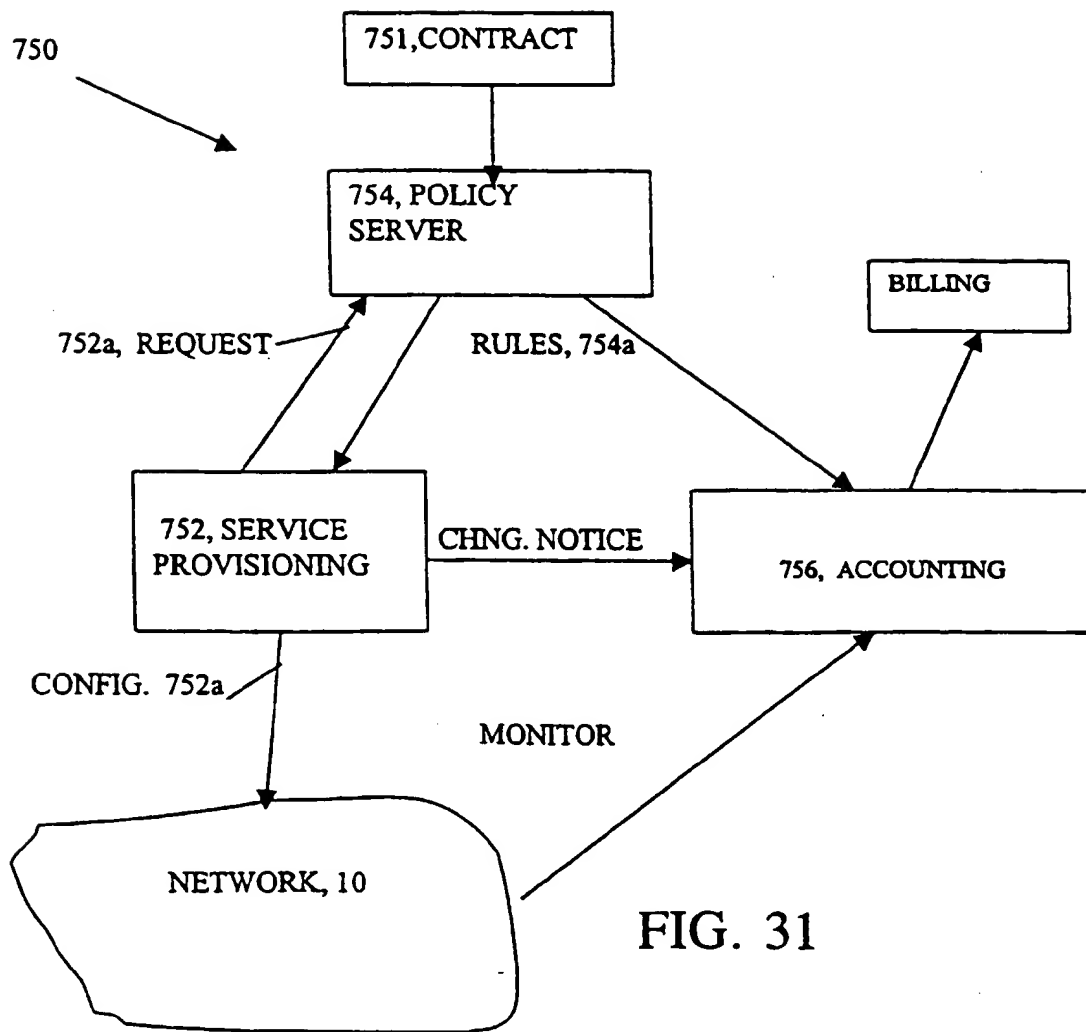 750
751,CONTRACT
754, POLICY
SERVER
BILLING
752a, REQUEST
RULES, 754a
752, SERVICE
PROVISIONING
CHNG. NOTICE
756, ACCOUNTING
CONFIG. 752a
MONITOR
NETWORK, 10
FIG. 31